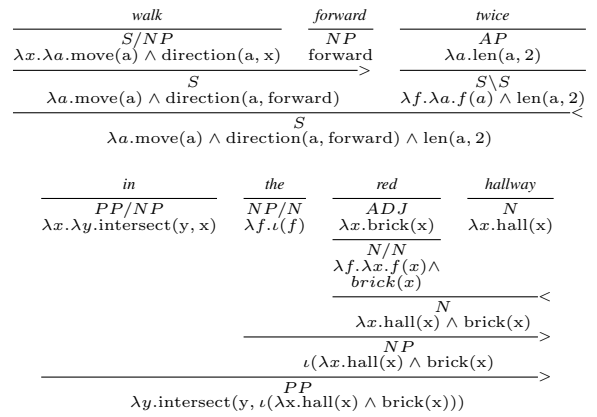 walk forward twice
S/NP NP AP
λx.λa.move(a) ∧ direction(a, x) forward λa.len(a, 2)
> 
S S\S
λa.move(a) ∧ direction(a, forward) λf.λa.f(a) ∧ len(a, 2)
<
S
λa.move(a) ∧ direction(a, forward) ∧ len(a, 2)
in the red hallway
PP/NP NP/N ADJ N
λx.λy.intersect(y, x) λf.ι(f) λx.brick(x) λx.hall(x)
N/N
λf.λx.f(x)∧
brick(x)
<
N
λx.hall(x) ∧ brick(x)
>
NP
ι(λx.hall(x) ∧ brick(x)
>
PP
λy.intersect(y, ι(λx.hall(x) ∧ brick(x)))